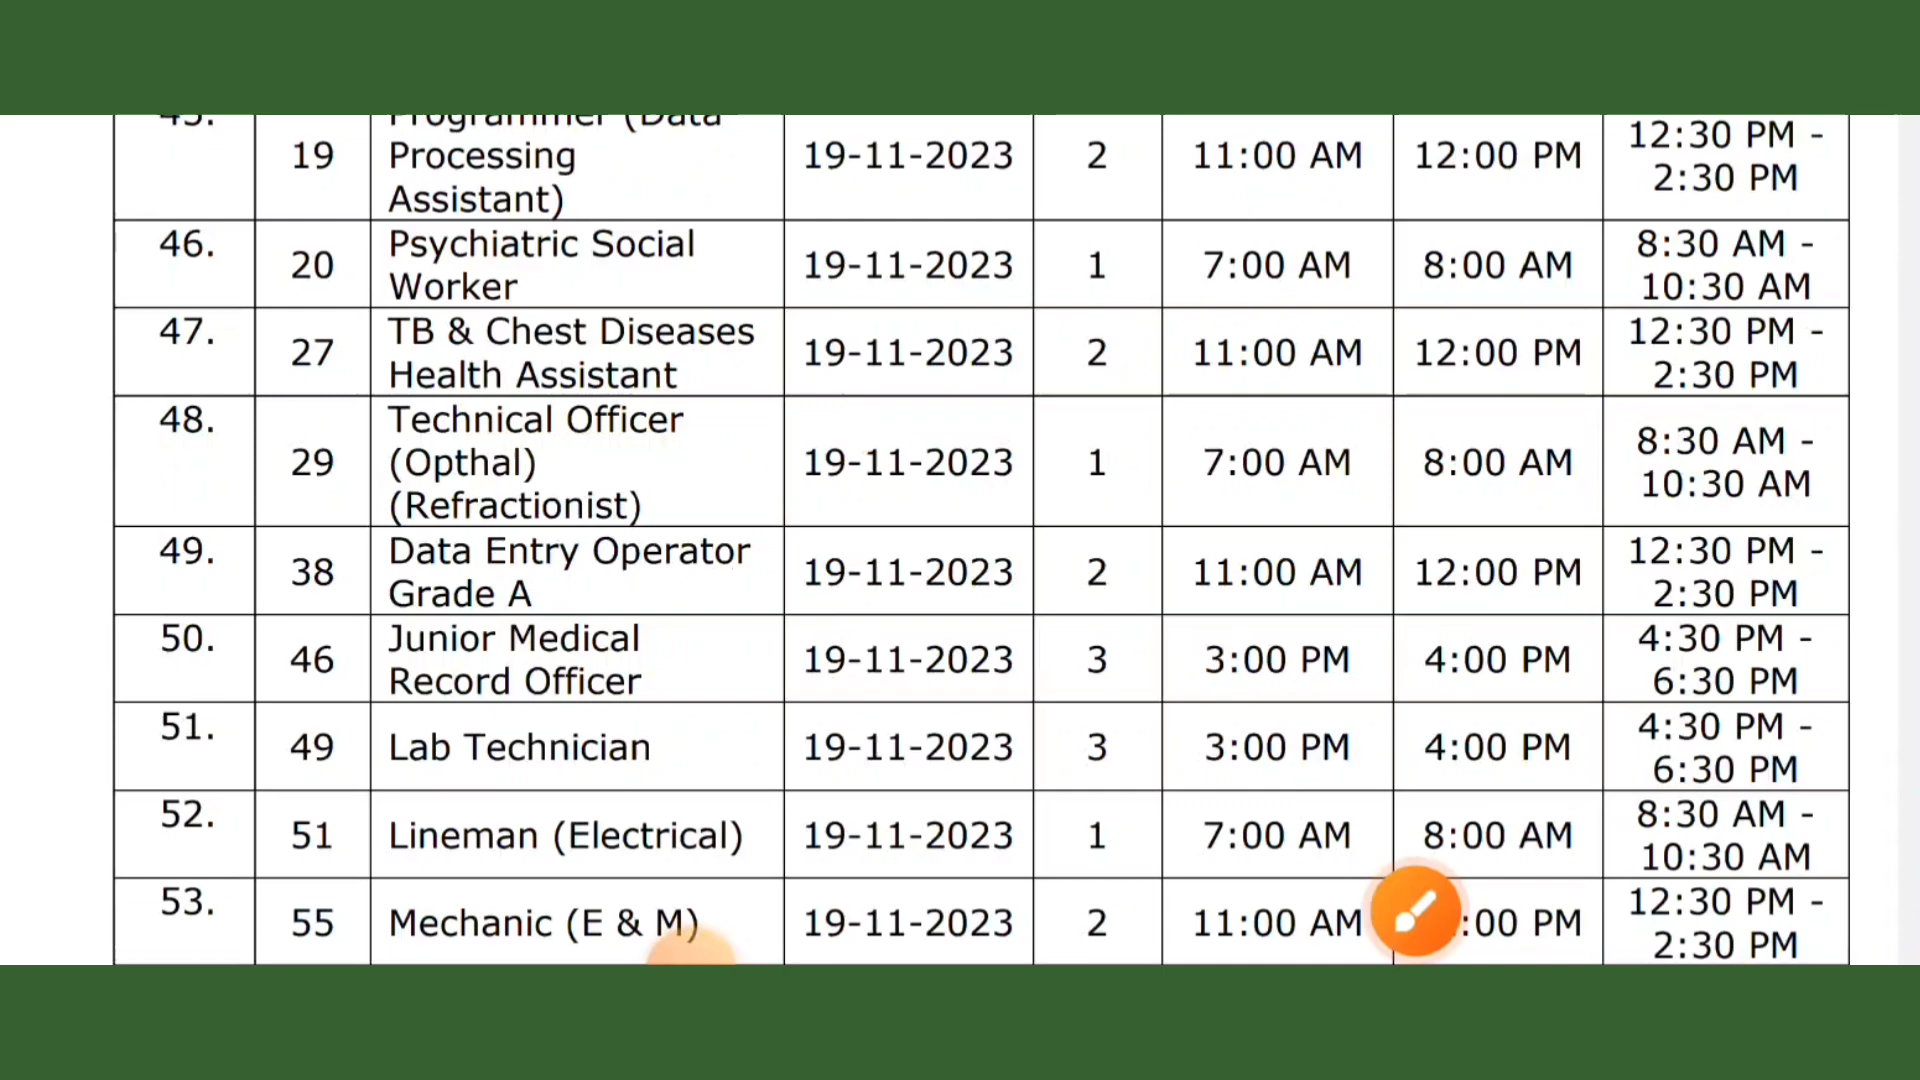 45.
19
Programmer (Data
Processing
Assistant)
19-11-2023
2
11:00 AM
12:00 PM
12:30 PM -
2:30 PM
46.
20
Psychiatric Social
Worker
19-11-2023
1
7:00 AM
8:00 AM
8:30 AM -
10:30 AM
47.
27
TB & Chest Diseases
Health Assistant
19-11-2023
2
11:00 AM
12:00 PM
12:30 PM -
2:30 PM
48.
29
Technical Officer
(Opthal)
(Refractionist)
19-11-2023
1
7:00 AM
8:00 AM
8:30 AM -
10:30 AM
49.
38
Data Entry Operator
Grade A
19-11-2023
2
11:00 AM
12:00 PM
12:30 PM -
2:30 PM
50.
46
Junior Medical
Record Officer
19-11-2023
3
3:00 PM
4:00 PM
4:30 PM -
6:30 PM
51.
49
Lab Technician
19-11-2023
3
3:00 PM
4:00 PM
4:30 PM -
6:30 PM
52.
51
Lineman (Electrical)
19-11-2023
1
7:00 AM
8:00 AM
8:30 AM -
10:30 AM
53.
55
Mechanic (E & M)
19-11-2023
2
11:00 AM
:00 PM
12:30 PM -
2:30 PM